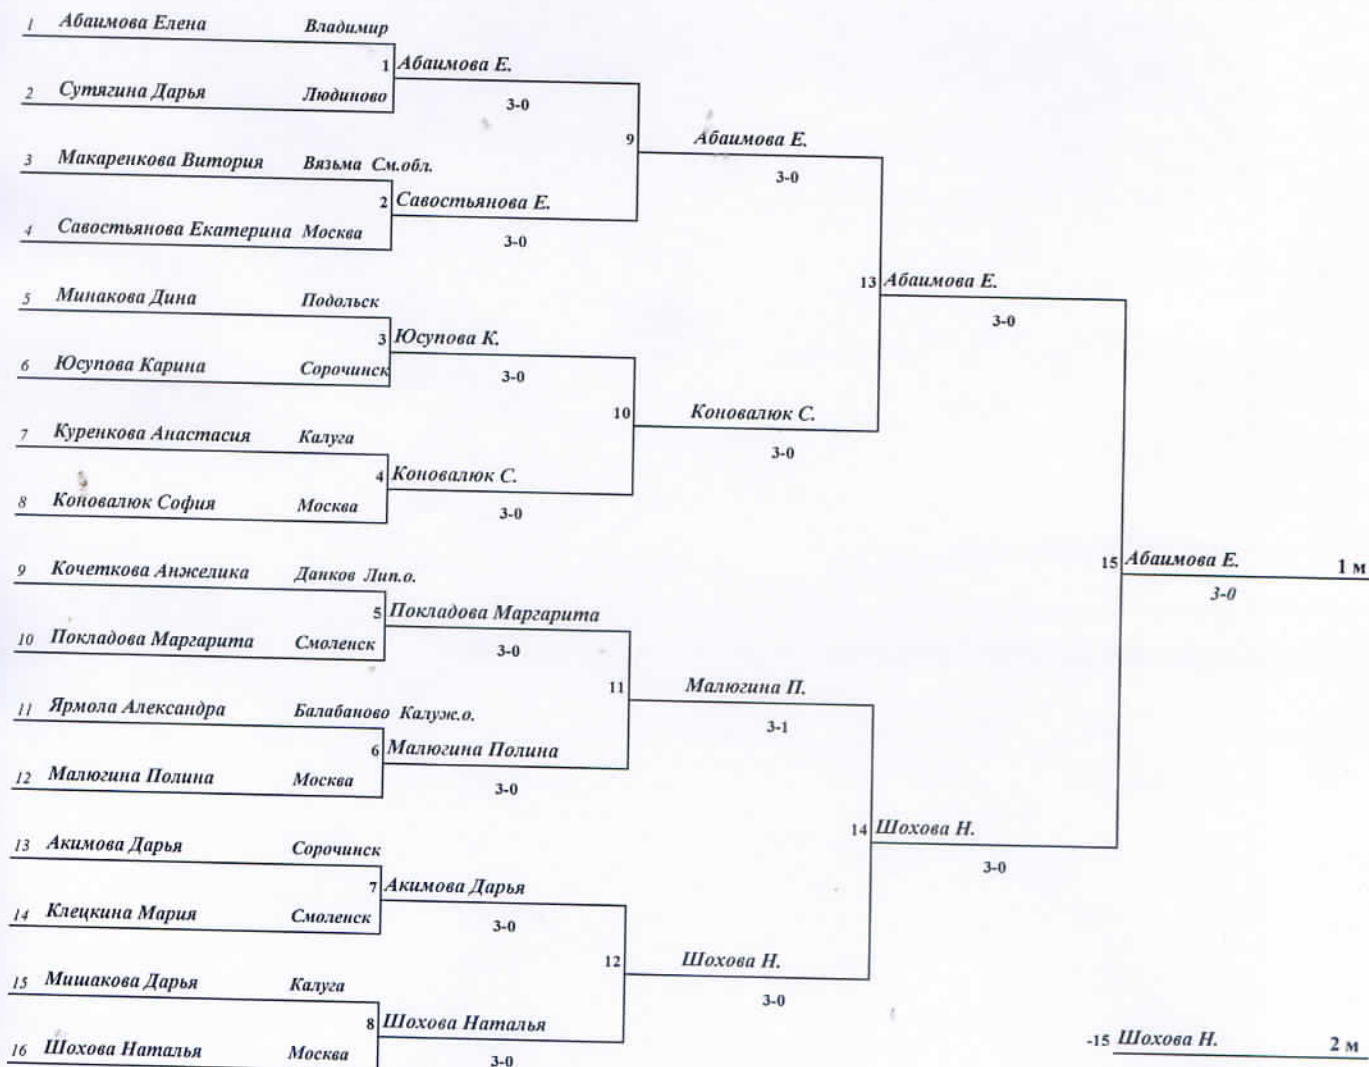 1 Абаимова Елена Владимир
1 Абаимова Е.
2 Сутягина Дарья Людиново
3-0
9 Абаимова Е.
3 Макаренкова Витория Вязьма См.обл.
3-0
2 Савостьянова Е.
4 Савостьянова Екатерина Москва
3-0
13 Абаимова Е.
5 Минакова Дина Подольск
3-0
3 Юсупова К.
6 Юсупова Карина Сорочинск
3-0
10 Коновалюк С.
7 Куренкова Анастасия Калуга
3-0
4 Коновалюк С.
8 Коновалюк София Москва
3-0
15 Абаимова Е. 1 м
3-0
9 Кочеткова Анжелика Данков Лип.о.
5 Покладова Маргарита
10 Покладова Маргарита Смоленск
3-0
11 Малюгина П.
11 Ярмола Александра Балабаново Калуж.о.
3-1
6 Малюгина Полина
12 Малюгина Полина Москва
3-0
14 Шохова Н.
13 Акимова Дарья Сорочинск
3-0
7 Акимова Дарья
14 Клецкина Мария Смоленск
3-0
12 Шохова Н.
15 Мишакова Дарья Калуга
3-0
8 Шохова Наталья
16 Шохова Наталья Москва
3-0
-15 Шохова Н. 2 м